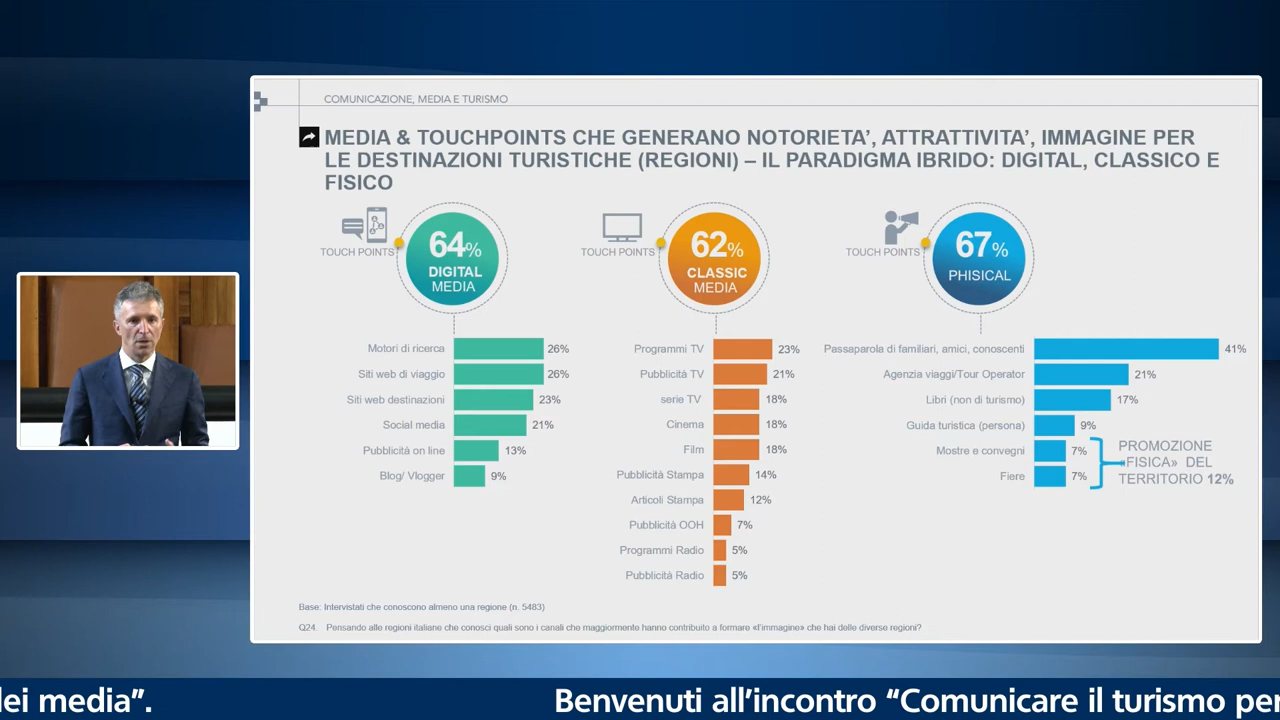 COMUNICAZIONE, MEDIA E TURISMO
MEDIA & TOUCHPOINTS CHE GENERANO NOTORIETA’, ATTRATTIVITA’, IMMAGINE PER
LE DESTINAZIONI TURISTICHE (REGIONI) – IL PARADIGMA IBRIDO: DIGITAL, CLASSICO E
FISICO
TOUCH POINTS
64%
DIGITAL
MEDIA
Motori di ricerca 26%
Siti web di viaggio 26%
Siti web destinazioni 23%
Social media 21%
Pubblicità on line 13%
Blog/ Vlogger 9%
TOUCH POINTS
62%
CLASSIC
MEDIA
Programmi TV 23%
Pubblicità TV 21%
serie TV 18%
Cinema 18%
Film 18%
Pubblicità Stampa 14%
Articoli Stampa 12%
Pubblicità OOH 7%
Programmi Radio 5%
Pubblicità Radio 5%
TOUCH POINTS
67%
PHISICAL
Passaparola di familiari, amici, conoscenti 41%
Agenzia viaggi/Tour Operator 21%
Libri (non di turismo) 17%
Guida turistica (persona) 9%
Mostre e convegni 7%
Fiere 7%
PROMOZIONE
«FISICA» DEL
TERRITORIO 12%
Base: Intervistati che conoscono almeno una regione (n. 5483)
Q24. Pensando alle regioni italiane che conosci quali sono i canali che maggiormente hanno contribuito a formare «l’immagine» che hai delle diverse regioni?
dei media”. Benvenuti all’incontro “Comunicare il turismo per